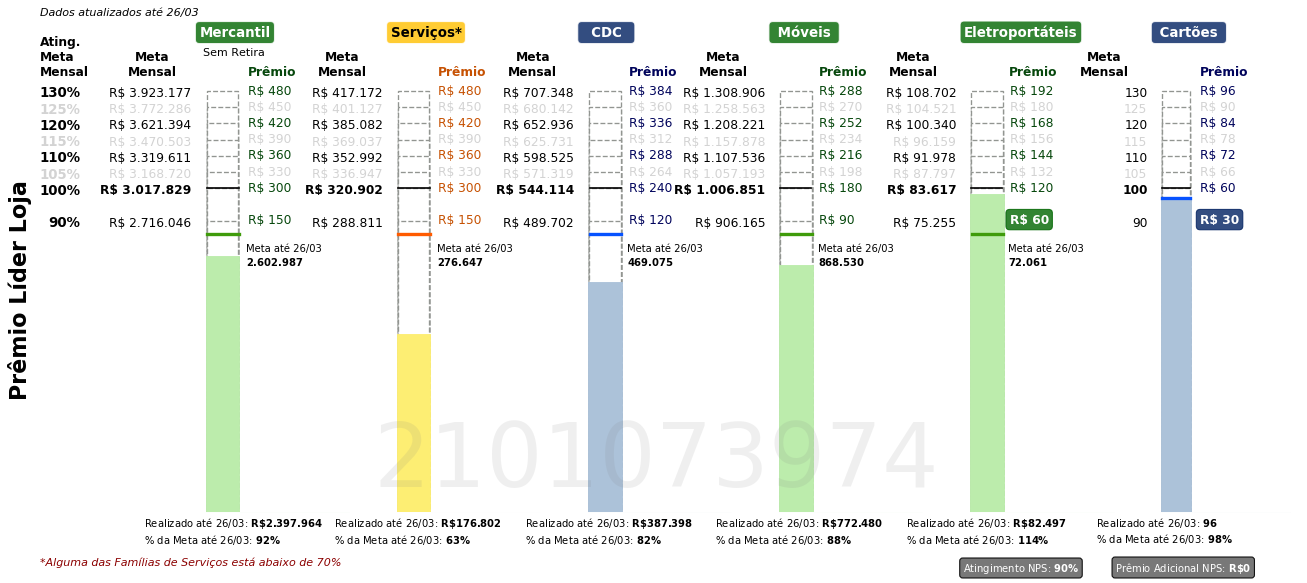 Dados atualizados até 26/03
Mercantil Serviços* CDC Móveis Eletroportáteis Cartões
Sem Retira
Ating. Meta Mensal
Meta Mensal Prêmio Meta Mensal Prêmio Meta Mensal Prêmio Meta Mensal Prêmio Meta Mensal Prêmio Meta Mensal Prêmio
130% R$ 3.923.177 R$ 480 R$ 417.172 R$ 480 R$ 707.348 R$ 384 R$ 1.308.906 R$ 288 R$ 108.702 R$ 192 130 R$ 96
125% R$ 3.772.286 R$ 450 R$ 401.127 R$ 450 R$ 680.142 R$ 360 R$ 1.258.563 R$ 270 R$ 104.521 R$ 180 125 R$ 90
120% R$ 3.621.394 R$ 420 R$ 385.082 R$ 420 R$ 652.936 R$ 336 R$ 1.208.221 R$ 252 R$ 100.340 R$ 168 120 R$ 84
115% R$ 3.470.503 R$ 390 R$ 369.037 R$ 390 R$ 625.731 R$ 312 R$ 1.157.878 R$ 234 R$ 96.159 R$ 156 115 R$ 78
110% R$ 3.319.611 R$ 360 R$ 352.992 R$ 360 R$ 598.525 R$ 288 R$ 1.107.536 R$ 216 R$ 91.978 R$ 144 110 R$ 72
105% R$ 3.168.720 R$ 330 R$ 336.947 R$ 330 R$ 571.319 R$ 264 R$ 1.057.193 R$ 198 R$ 87.797 R$ 132 105 R$ 66
100% R$ 3.017.829 R$ 300 R$ 320.902 R$ 300 R$ 544.114 R$ 240 R$ 1.006.851 R$ 180 R$ 83.617 R$ 120 100 R$ 60
90% R$ 2.716.046 R$ 150 R$ 288.811 R$ 150 R$ 489.702 R$ 120 R$ 906.165 R$ 90 R$ 75.255 R$ 60 90 R$ 30
Meta até 26/03 Meta até 26/03 Meta até 26/03 Meta até 26/03 Meta até 26/03
2.602.987 276.647 469.075 868.530 72.061
Prêmio Líder Loja
2101073974
Realizado até 26/03: R$2.397.964 Realizado até 26/03: R$176.802 Realizado até 26/03: R$387.398 Realizado até 26/03: R$772.480 Realizado até 26/03: R$82.497 Realizado até 26/03: 96
% da Meta até 26/03: 92% % da Meta até 26/03: 63% % da Meta até 26/03: 82% % da Meta até 26/03: 88% % da Meta até 26/03: 114% % da Meta até 26/03: 98%
*Alguma das Famílias de Serviços está abaixo de 70%
Atingimento NPS: 90% Prêmio Adicional NPS: R$0